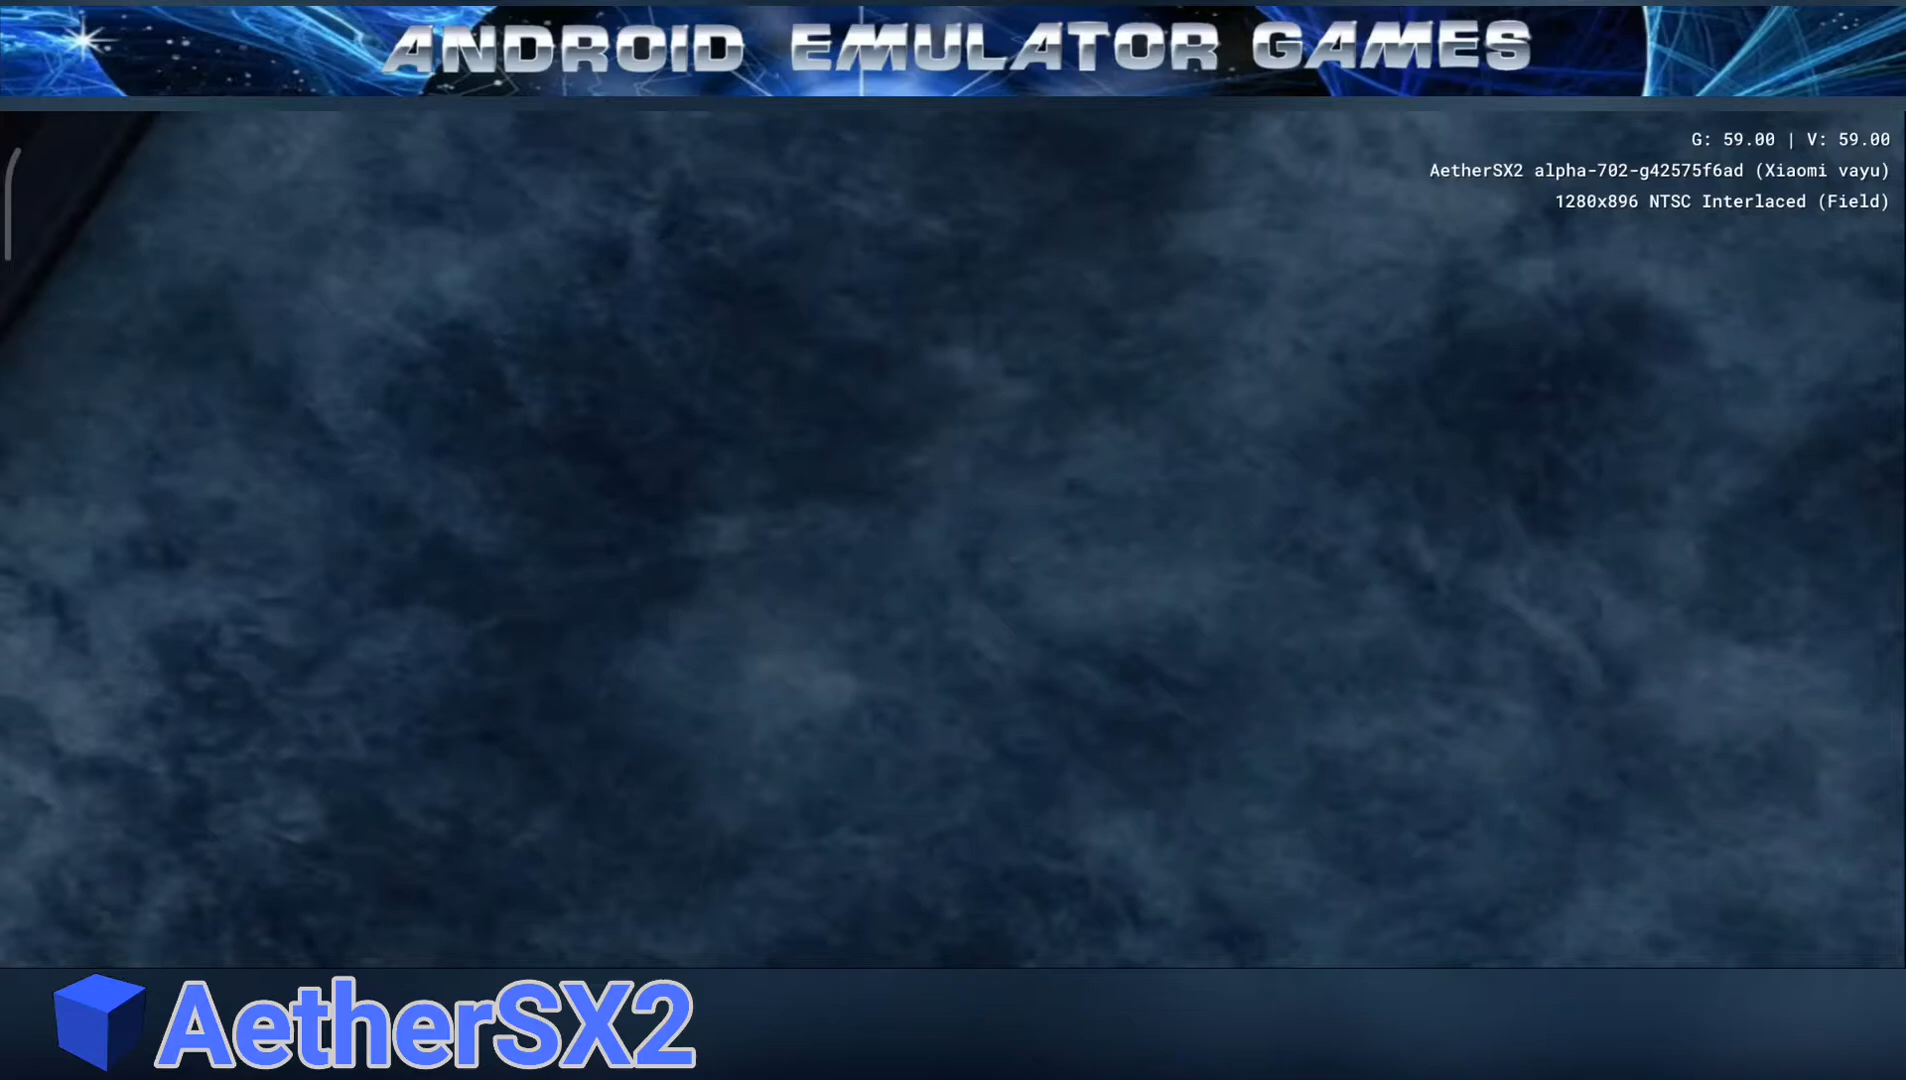 ANDROID EMULATOR GAMES
G: 59.00 | V: 59.00
AetherSX2 alpha-702-g42575f6ad (Xiaomi vayu)
1280x896 NTSC Interlaced (Field)
AetherSX2